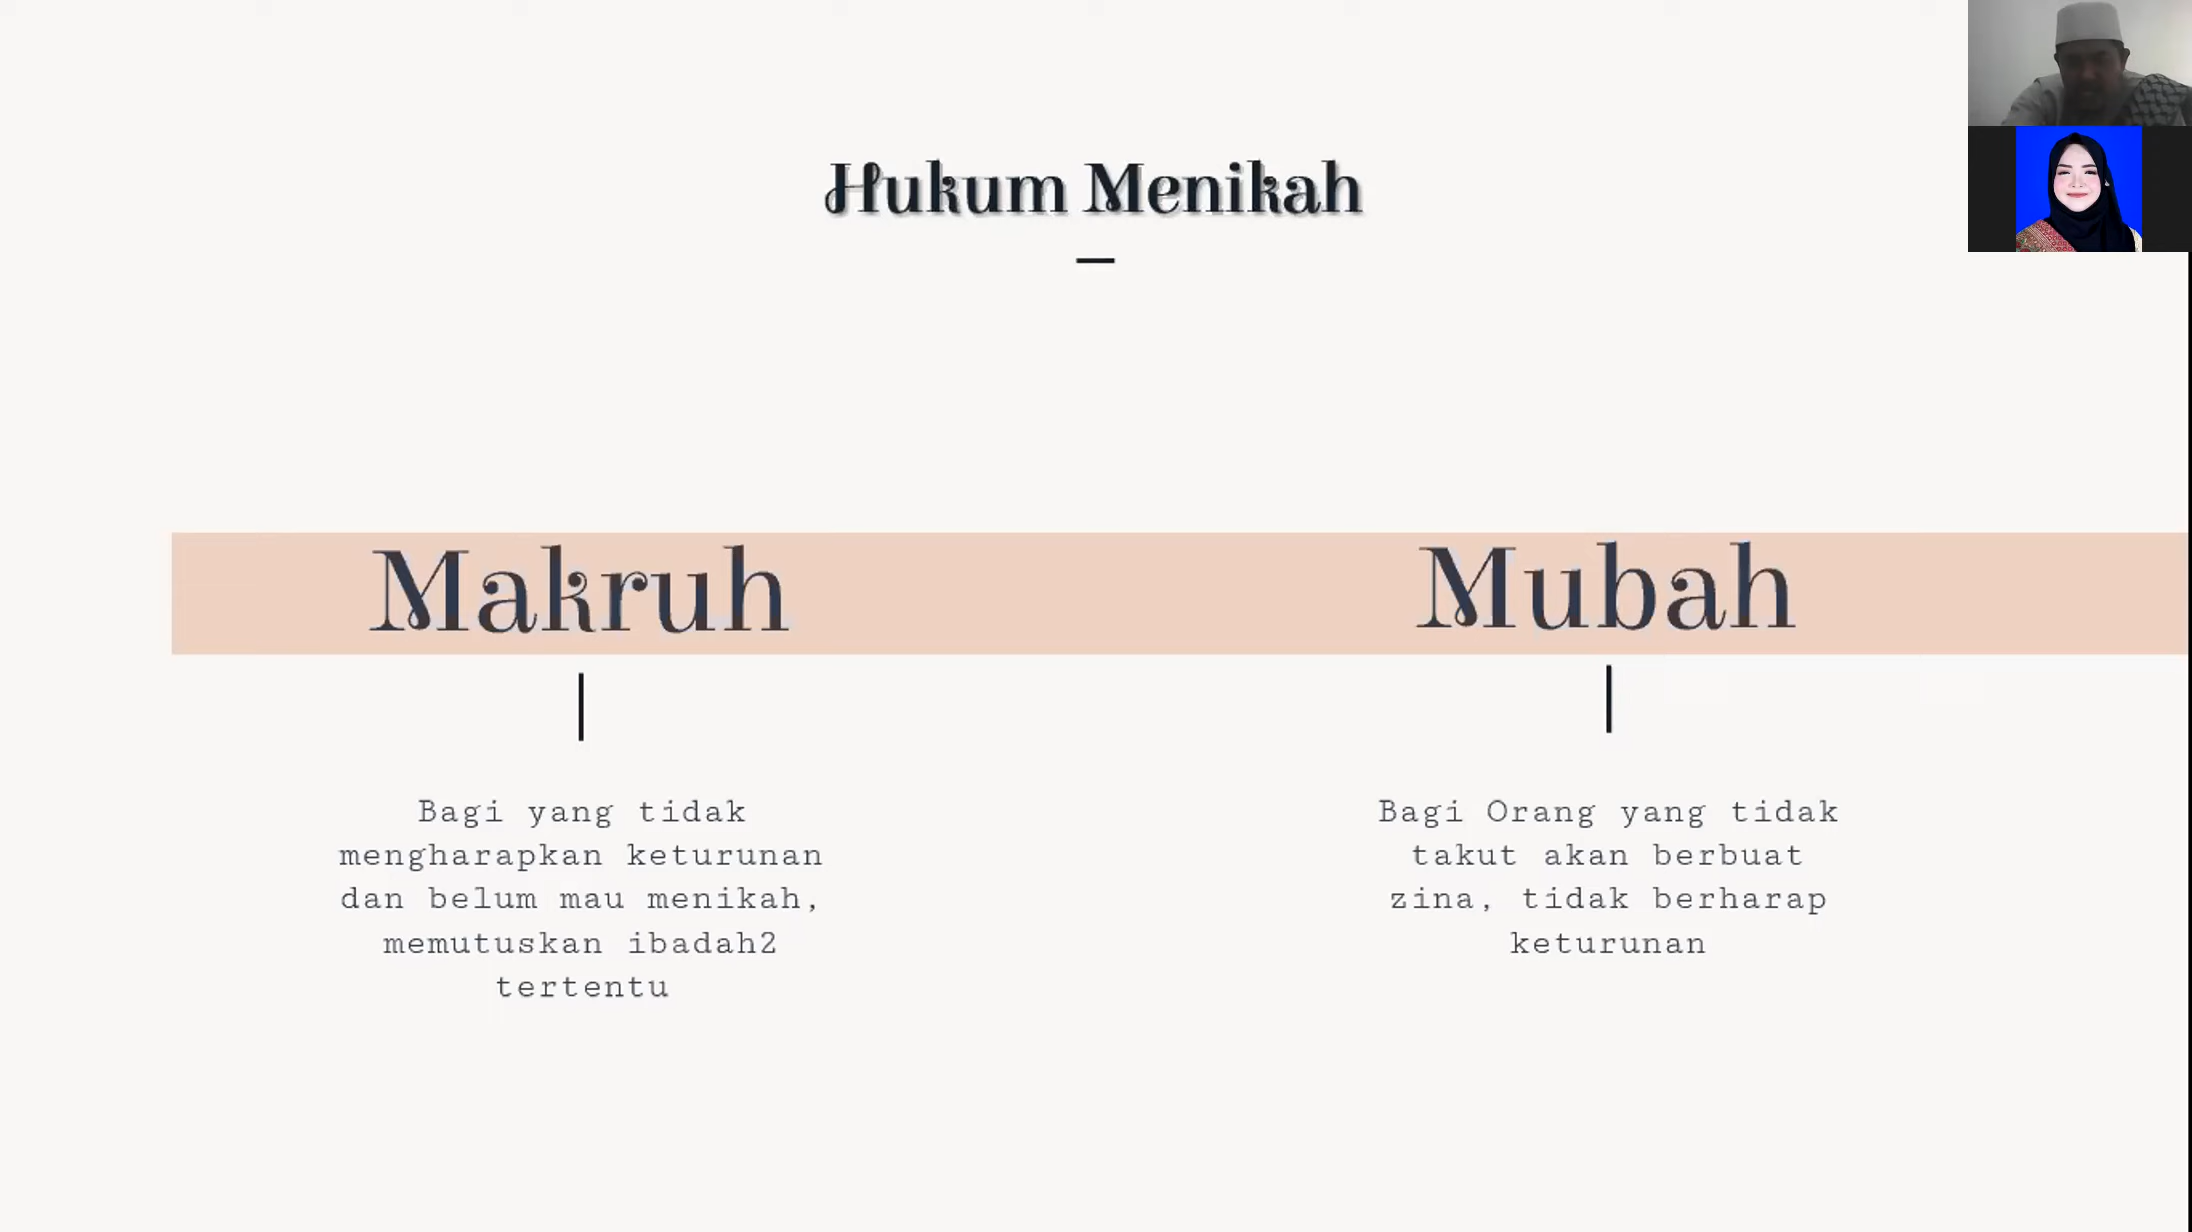 Hukum Menikah
Makruh
Bagi yang tidak
mengharapkan keturunan
dan belum mau menikah,
memutuskan ibadah2
tertentu
Mubah
Bagi Orang yang tidak
takut akan berbuat
zina, tidak berharap
keturunan